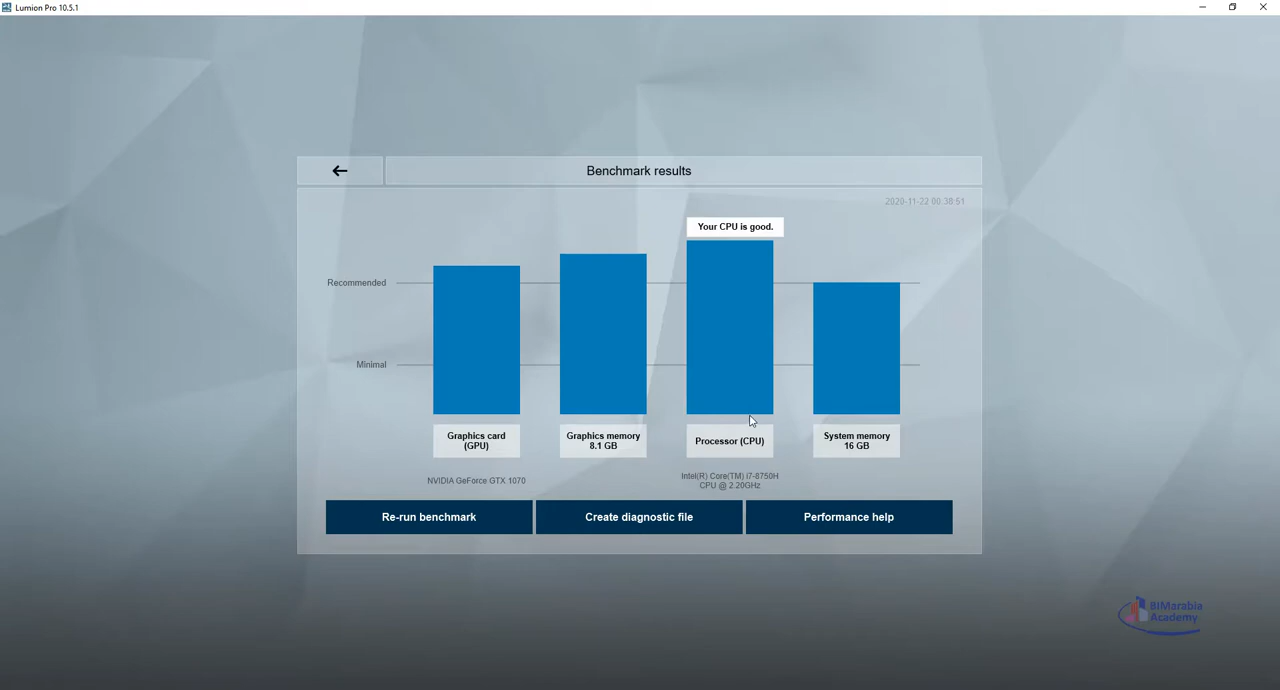 Lumion Pro 10.5.1
Benchmark results
2020-11-22 00:38:51
Your CPU is good.
Recommended
Minimal
Graphics card
(GPU)
Graphics memory
8.1 GB
Processor (CPU)
System memory
16 GB
NVIDIA GeForce GTX 1070
Intel(R) Core(TM) i7-8750H
CPU @ 2.20GHz
Re-run benchmark
Create diagnostic file
Performance help
BIMarabia
Academy